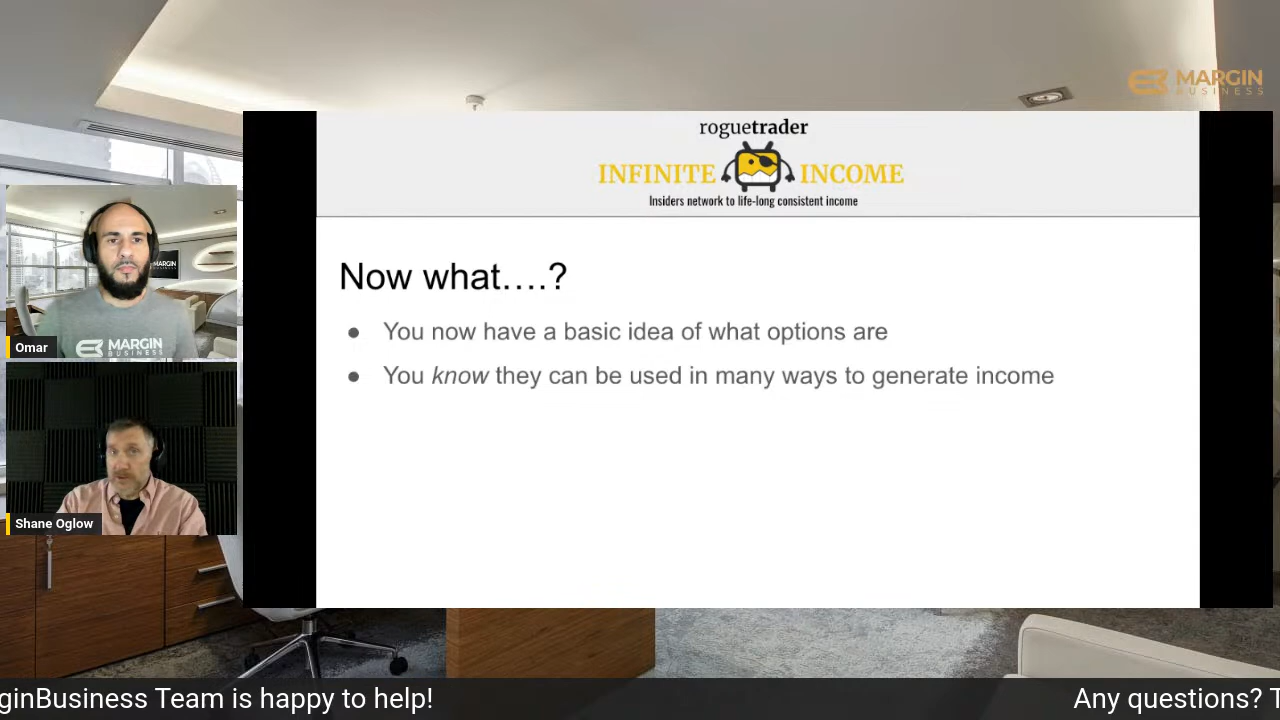 MARGIN
BUSINESS
roguetrader
INFINITE INCOME
Insiders network to life-long consistent income
MARGIN
Omar
MARGIN
BUSINESS
Shane Oglow
Now what….?
● You now have a basic idea of what options are
● You know they can be used in many ways to generate income
ginBusiness Team is happy to help!
Any questions? T